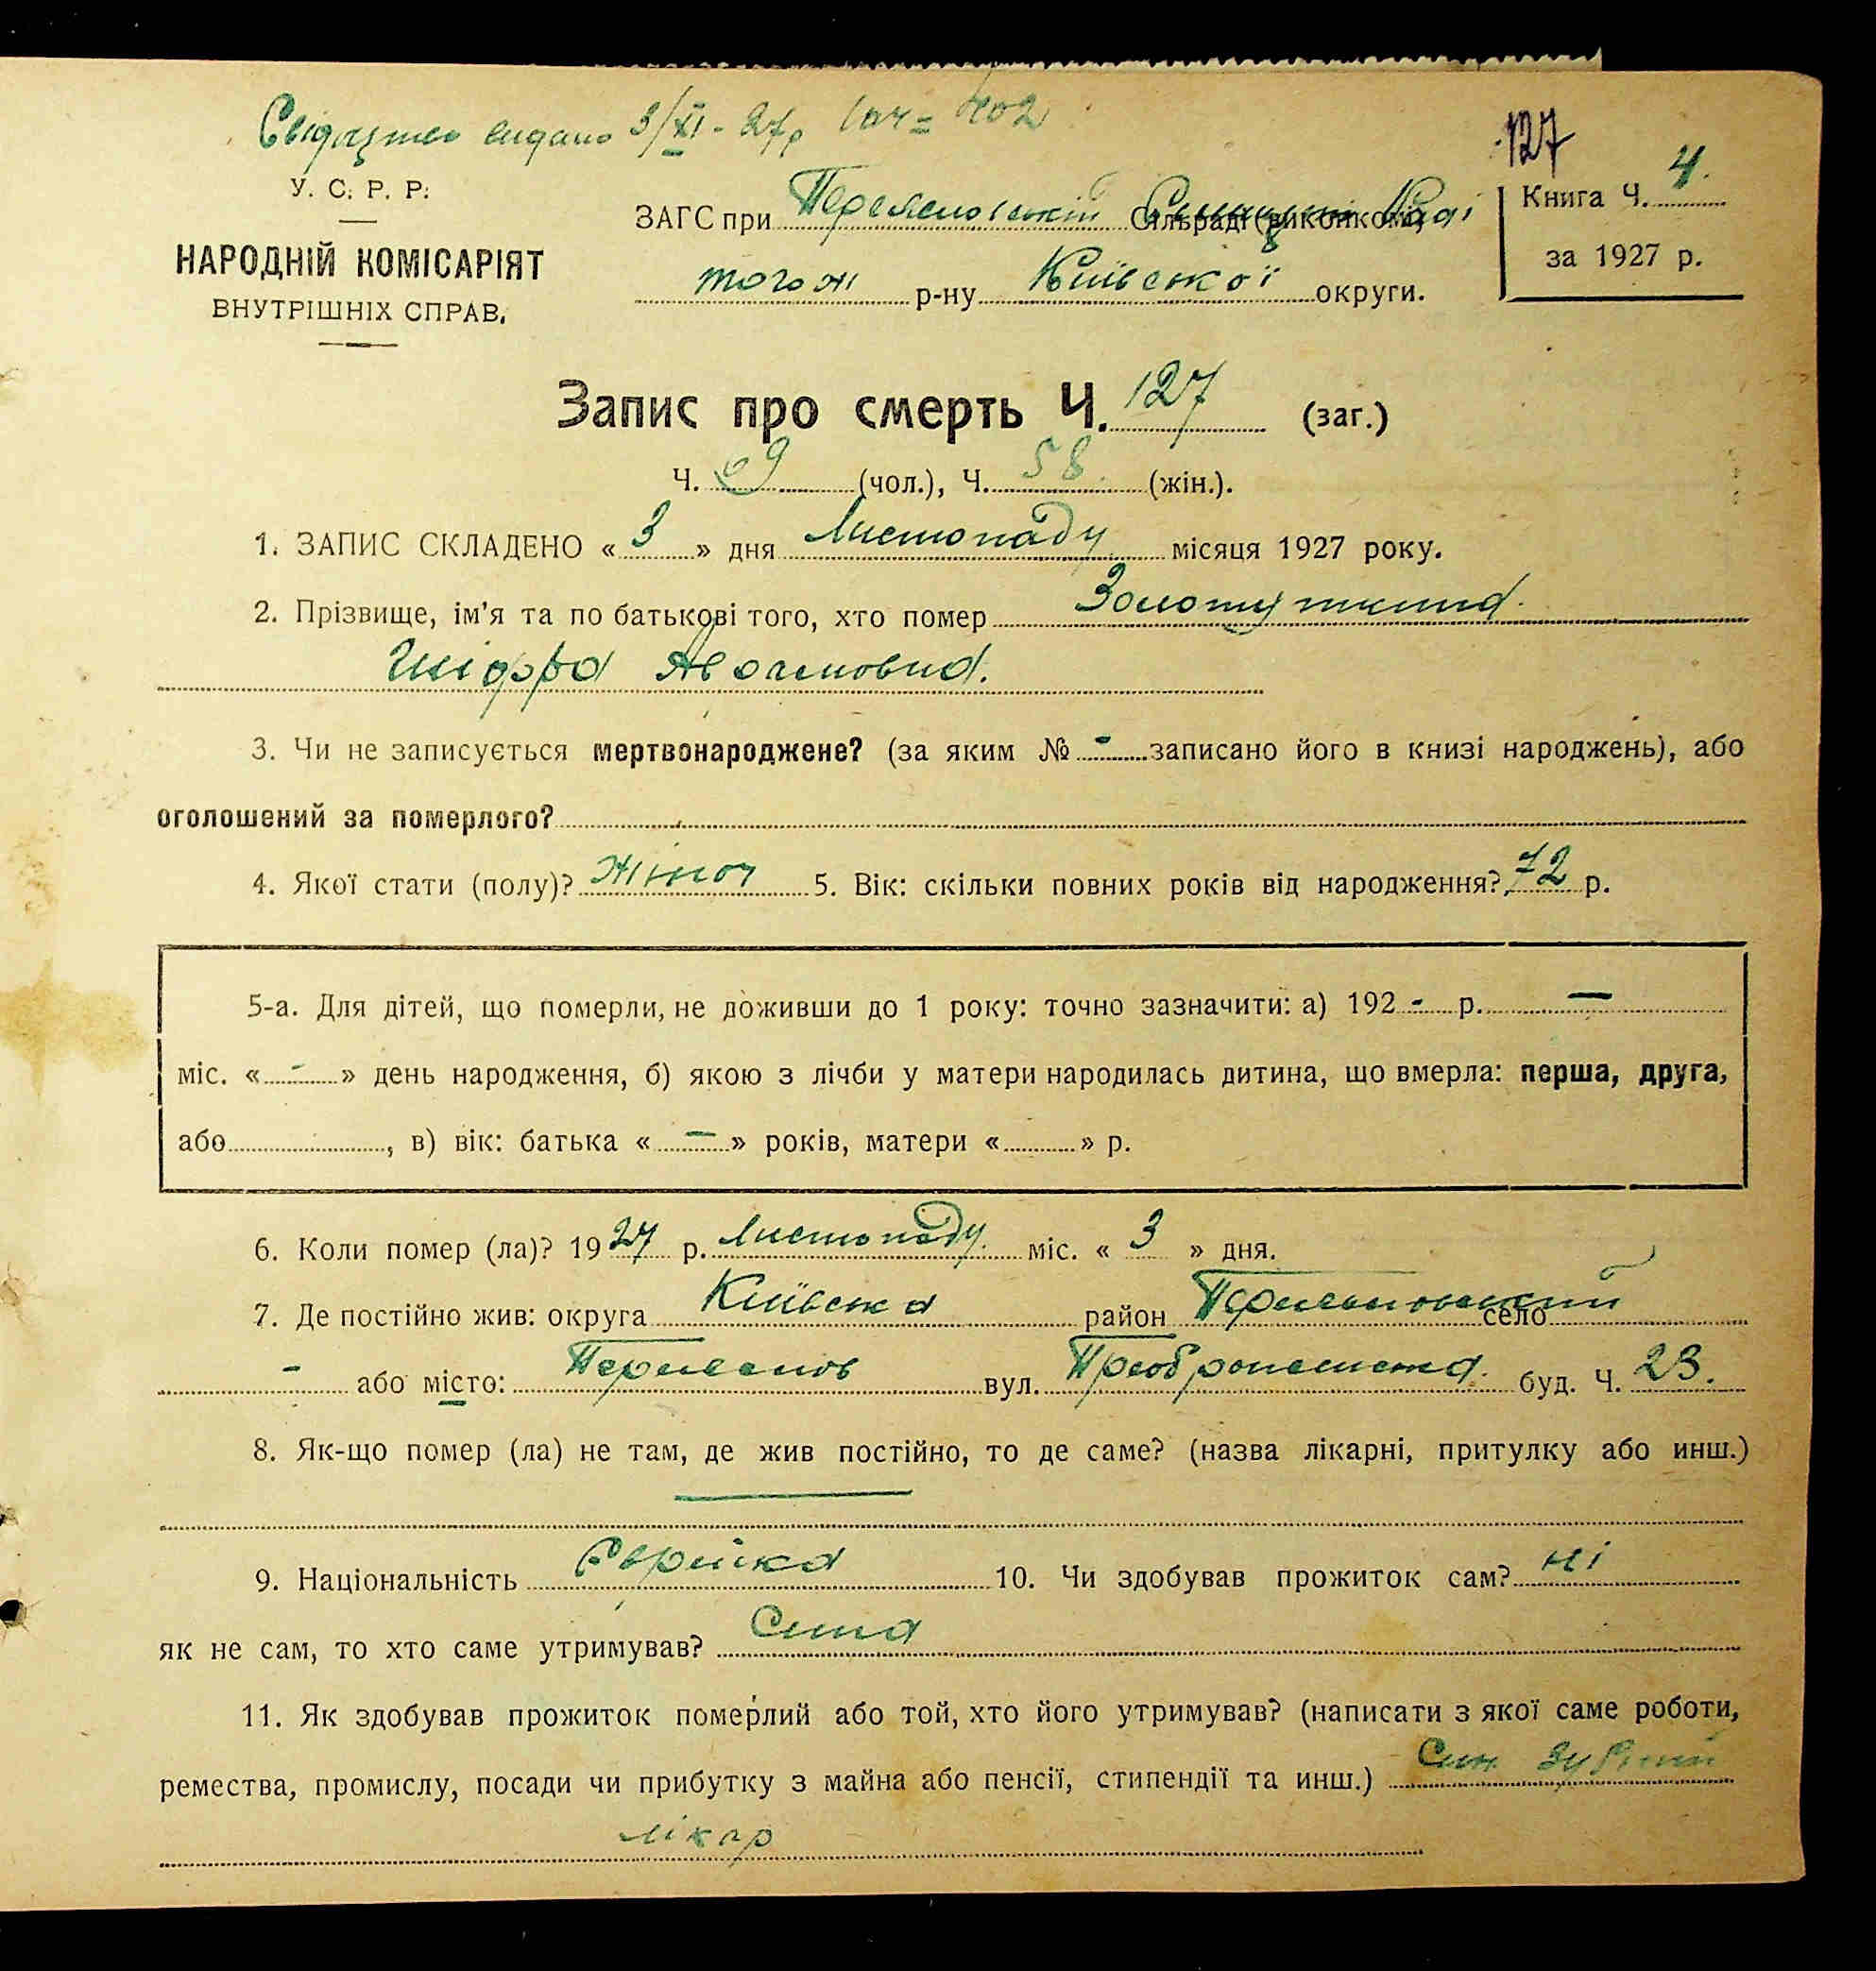 Свідоцтво видано 3/XI-27р
127
У. С. Р. Р.
ЗАГС при Переяславській Сільраді (виконкомі)
Книга Ч. 4.
НАРОДНІЙ КОМІСАРІЯТ
тогож р-ну Київської округи.
за 1927 р.
ВНУТРІШНІХ СПРАВ.
Запис про смерть Ч. 127 (заг.)
Ч. 69 (чол.), Ч. 58 (жін.).
1. ЗАПИС СКЛАДЕНО « 3 » дня Листопаду місяця 1927 року.
2. Прізвище, ім'я та по батькові того, хто помер Золотушкина
3. Чи не записується мертвонароджене? (за яким № - записано його в книзі народжень), або
оголошений за померлого?
4. Якої стати (полу)? Жіноч 5. Вік: скільки повних років від народження? 72 р.
5-а. Для дітей, що померли, не доживши до 1 року: точно зазначити: а) 192 - р. —
міс. « - » день народження, б) якою з лічби у матери народилась дитина, що вмерла: перша, друга,
або , в) вік: батька « — » років, матери « » р.
6. Коли помер (ла)? 1927 р. Листопаду міс. « 3 » дня.
7. Де постійно жив: округа Київська район Переяславський село
- або місто: Переяслов вул. Преображенська буд. Ч. 23.
8. Як-що помер (ла) не там, де жив постійно, то де саме? (назва лікарні, притулку або инш.)
—
9. Національність Єврейка 10. Чи здобував прожиток сам? ні
як не сам, то хто саме утримував? Сина
11. Як здобував прожиток померлий або той, хто його утримував? (написати з якої саме роботи,
ремества, промислу, посади чи прибутку з майна або пенсії, стипендії та инш.) Син зубний
лікар